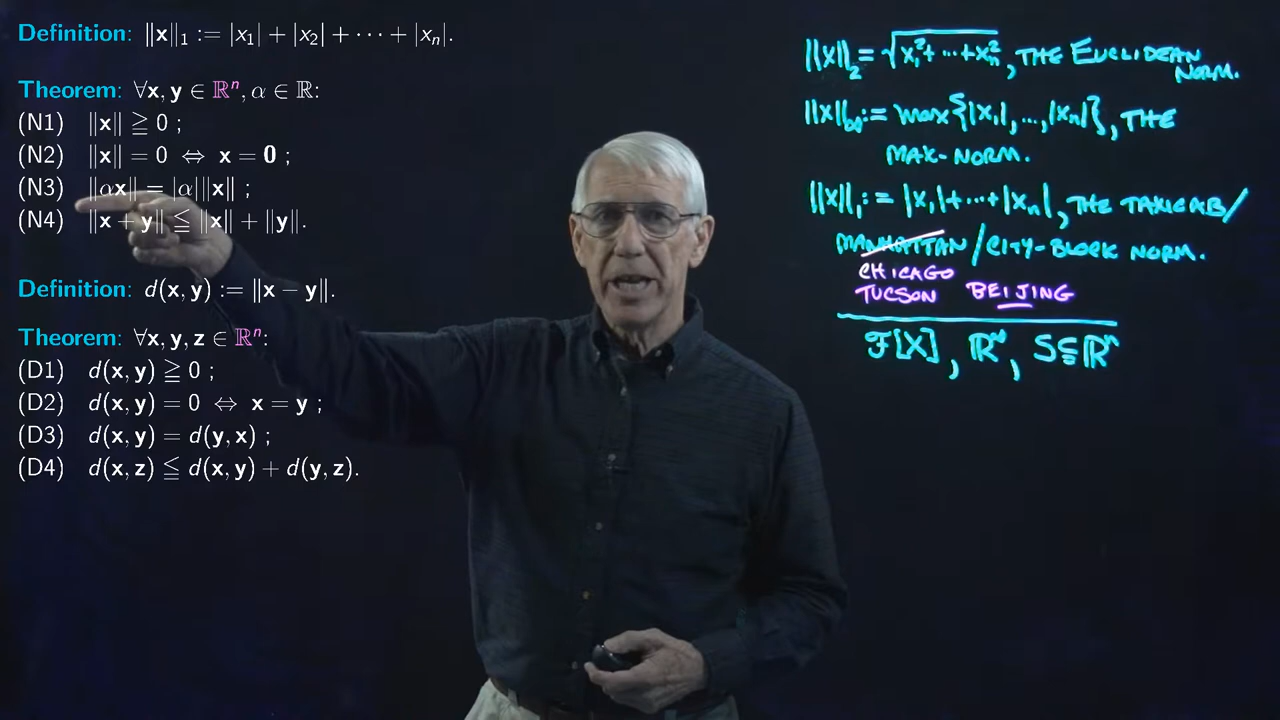 Definition: ‖x‖₁ := |x₁| + |x₂| + ⋯ + |xₙ|.
Theorem: ∀x, y ∈ ℝⁿ, α ∈ ℝ:
(N1) ‖x‖ ≧ 0 ;
(N2) ‖x‖ = 0 ⇔ x = 0 ;
(N3) ‖αx‖ = |α|‖x‖ ;
(N4) ‖x + y‖ ≦ ‖x‖ + ‖y‖.
Definition: d(x, y) := ‖x − y‖.
Theorem: ∀x, y, z ∈ ℝⁿ:
(D1) d(x, y) ≧ 0 ;
(D2) d(x, y) = 0 ⇔ x = y ;
(D3) d(x, y) = d(y, x) ;
(D4) d(x, z) ≦ d(x, y) + d(y, z).
‖x‖₂ = √(x₁² + ⋯ + xₙ²), THE EUCLIDEAN
NORM.
‖x‖∞ := max{|x₁|, ..., |xₙ|}, THE
MAX-NORM.
‖x‖₁ := |x₁| + ⋯ + |xₙ|, THE TAXICAB/
MANHATTAN/CITY-BLOCK NORM.
CHICAGO
TUCSON BEIJING
F[X], ℝⁿ, S ⊆ ℝⁿ